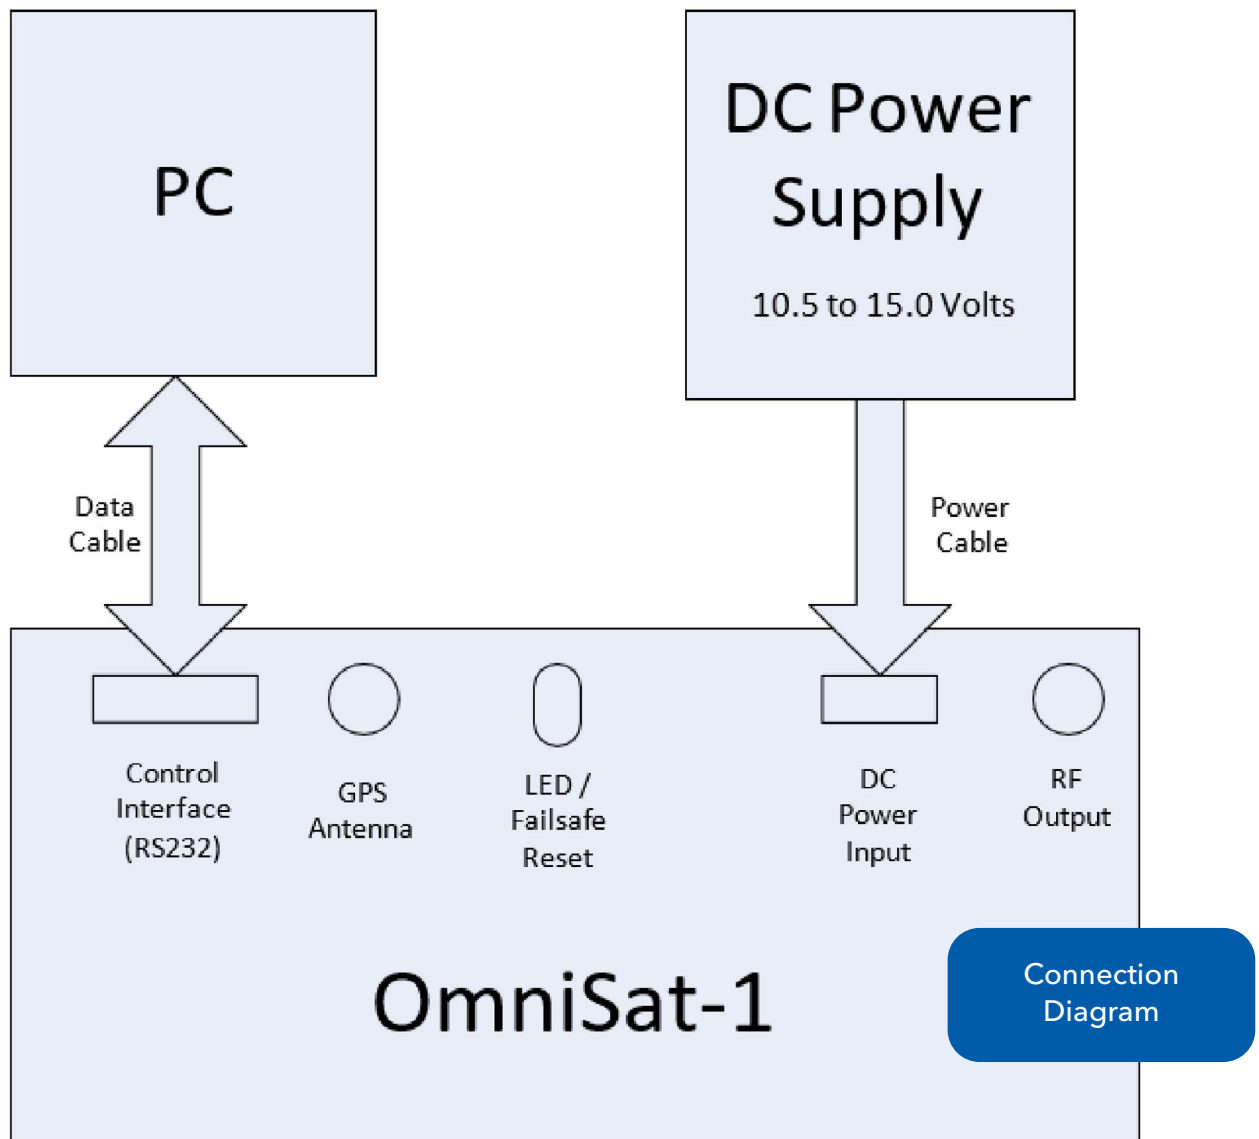 PC
DC Power
Supply
10.5 to 15.0 Volts
Data
Cable
Power
Cable
Control
Interface
(RS232)
GPS
Antenna
LED /
Failsafe
Reset
DC
Power
Input
RF
Output
OmniSat-1
Connection
Diagram